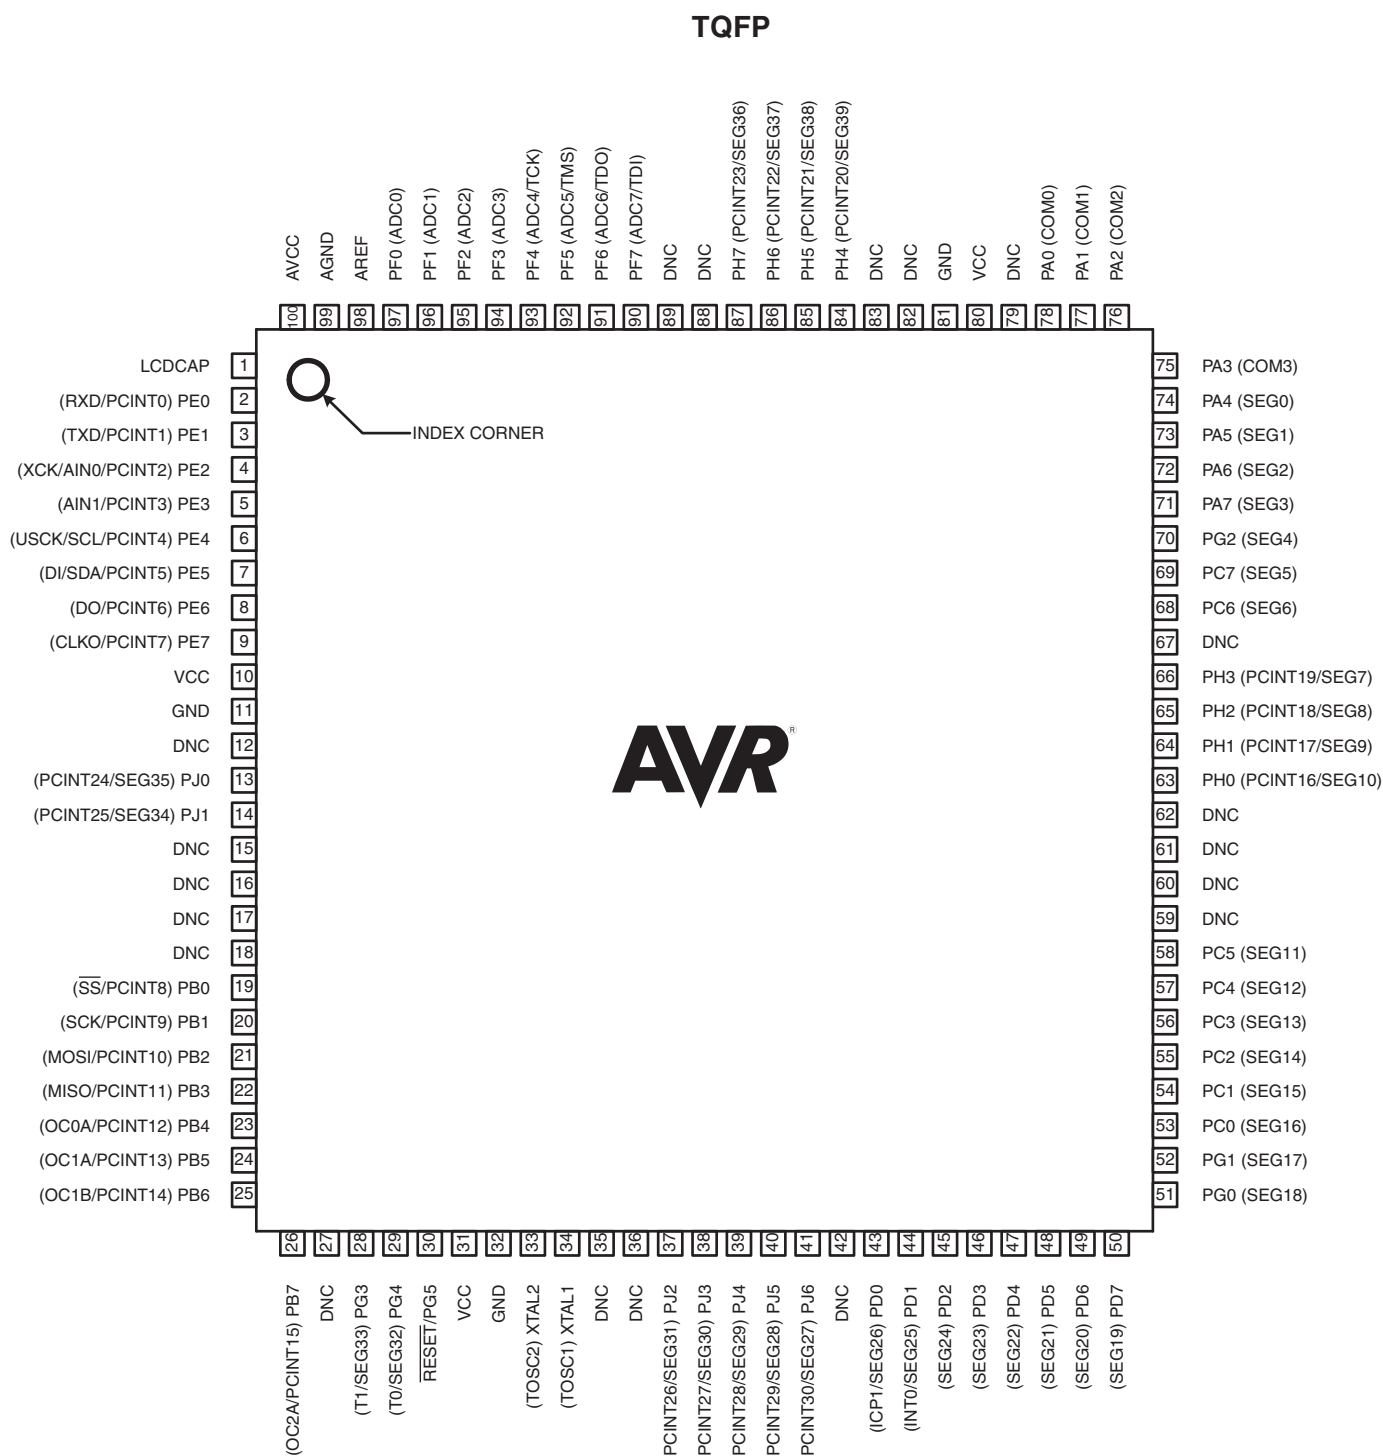 TQFP
AVCC
AGND
AREF
PF0 (ADC0)
PF1 (ADC1)
PF2 (ADC2)
PF3 (ADC3)
PF4 (ADC4/TCK)
PF5 (ADC5/TMS)
PF6 (ADC6/TDO)
PF7 (ADC7/TDI)
DNC
DNC
PH7 (PCINT23/SEG36)
PH6 (PCINT22/SEG37)
PH5 (PCINT21/SEG38)
PH4 (PCINT20/SEG39)
DNC
DNC
GND
VCC
DNC
PA0 (COM0)
PA1 (COM1)
PA2 (COM2)
100
99
98
97
96
95
94
93
92
91
90
89
88
87
86
85
84
83
82
81
80
79
78
77
76
LCDCAP 1
(RXD/PCINT0) PE0 2
(TXD/PCINT1) PE1 3
(XCK/AIN0/PCINT2) PE2 4
(AIN1/PCINT3) PE3 5
(USCK/SCL/PCINT4) PE4 6
(DI/SDA/PCINT5) PE5 7
(DO/PCINT6) PE6 8
(CLKO/PCINT7) PE7 9
VCC 10
GND 11
DNC 12
(PCINT24/SEG35) PJ0 13
(PCINT25/SEG34) PJ1 14
DNC 15
DNC 16
DNC 17
DNC 18
(SS/PCINT8) PB0 19
(SCK/PCINT9) PB1 20
(MOSI/PCINT10) PB2 21
(MISO/PCINT11) PB3 22
(OC0A/PCINT12) PB4 23
(OC1A/PCINT13) PB5 24
(OC1B/PCINT14) PB6 25
INDEX CORNER
AVR®
75 PA3 (COM3)
74 PA4 (SEG0)
73 PA5 (SEG1)
72 PA6 (SEG2)
71 PA7 (SEG3)
70 PG2 (SEG4)
69 PC7 (SEG5)
68 PC6 (SEG6)
67 DNC
66 PH3 (PCINT19/SEG7)
65 PH2 (PCINT18/SEG8)
64 PH1 (PCINT17/SEG9)
63 PH0 (PCINT16/SEG10)
62 DNC
61 DNC
60 DNC
59 DNC
58 PC5 (SEG11)
57 PC4 (SEG12)
56 PC3 (SEG13)
55 PC2 (SEG14)
54 PC1 (SEG15)
53 PC0 (SEG16)
52 PG1 (SEG17)
51 PG0 (SEG18)
26
27
28
29
30
31
32
33
34
35
36
37
38
39
40
41
42
43
44
45
46
47
48
49
50
(OC2A/PCINT15) PB7
DNC
(T1/SEG33) PG3
(T0/SEG32) PG4
RESET/PG5
VCC
GND
(TOSC2) XTAL2
(TOSC1) XTAL1
DNC
DNC
PCINT26/SEG31) PJ2
PCINT27/SEG30) PJ3
PCINT28/SEG29) PJ4
PCINT29/SEG28) PJ5
PCINT30/SEG27) PJ6
DNC
(ICP1/SEG26) PD0
(INT0/SEG25) PD1
(SEG24) PD2
(SEG23) PD3
(SEG22) PD4
(SEG21) PD5
(SEG20) PD6
(SEG19) PD7